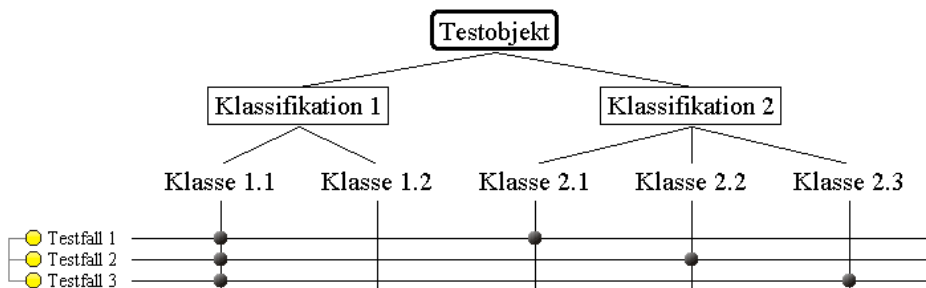 Testobjekt
Klassifikation 1 Klassifikation 2
Klasse 1.1 Klasse 1.2 Klasse 2.1 Klasse 2.2 Klasse 2.3
Testfall 1
Testfall 2
Testfall 3